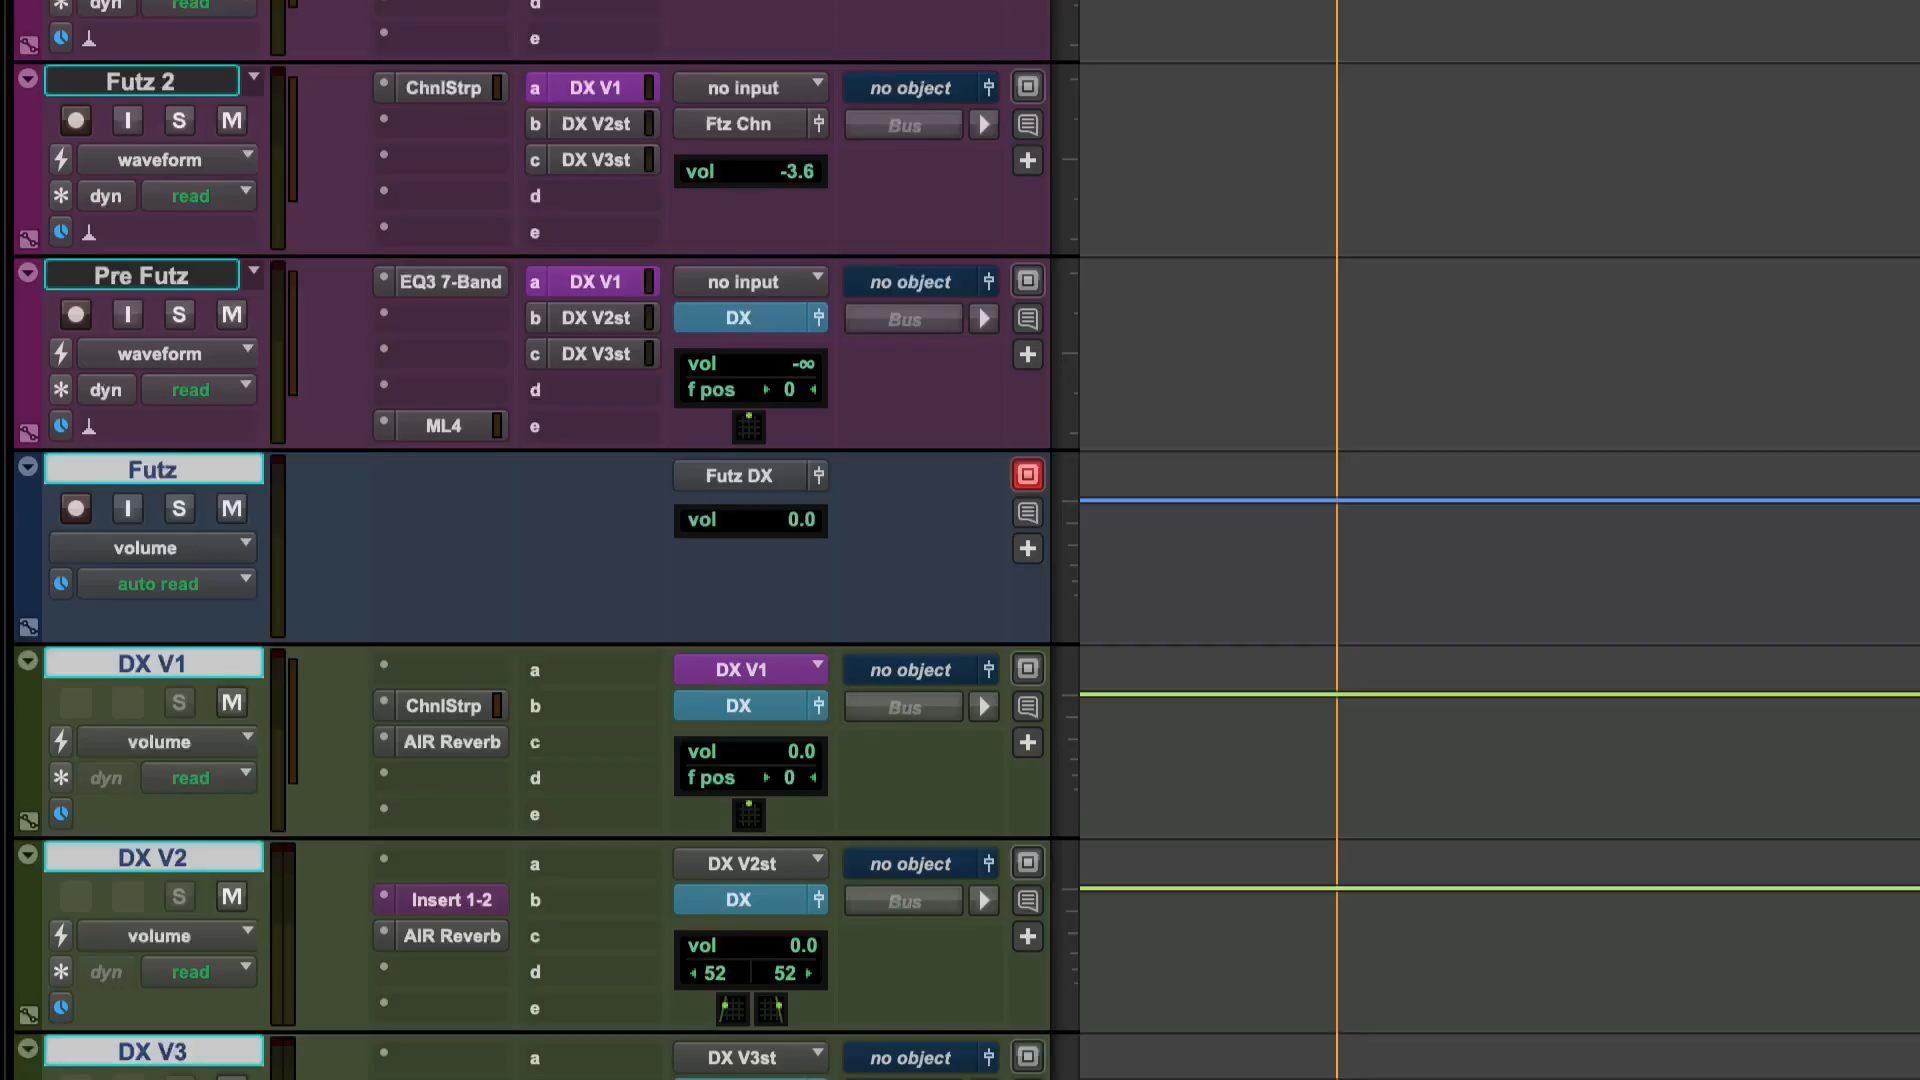 dyn read d
e
Futz 2 ChnlStrp a DX V1 no input no object
I S M b DX V2st Ftz Chn Bus
waveform c DX V3st vol -3.6
dyn read d
e
Pre Futz EQ3 7-Band a DX V1 no input no object
I S M b DX V2st DX Bus
waveform c DX V3st vol -∞
dyn read d f pos 0
ML4 e
Futz Futz DX
I S M vol 0.0
volume
auto read
DX V1 a DX V1 no object
S M ChnlStrp b DX Bus
volume AIR Reverb c vol 0.0
dyn read d f pos 0
e
DX V2 a DX V2st no object
S M Insert 1-2 b DX Bus
volume AIR Reverb c vol 0.0
dyn read d 52 52
e
DX V3 a DX V3st no object